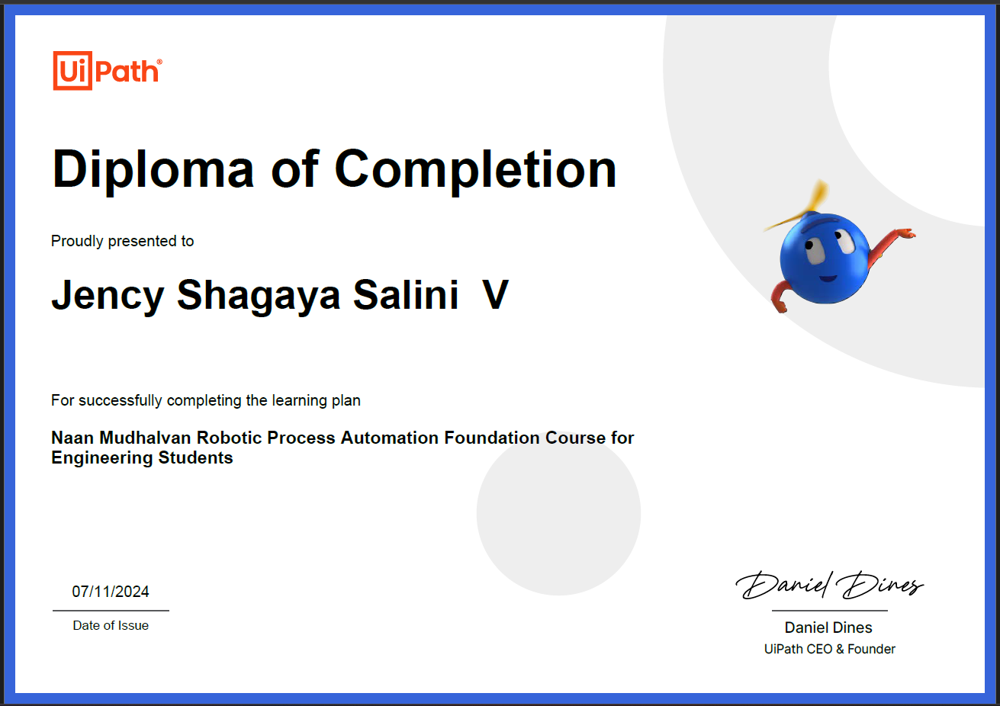 UiPath®
Diploma of Completion
Proudly presented to
Jency Shagaya Salini  V
For successfully completing the learning plan
Naan Mudhalvan Robotic Process Automation Foundation Course for
Engineering Students
07/11/2024
Date of Issue
Daniel Dines
Daniel Dines
UiPath CEO & Founder